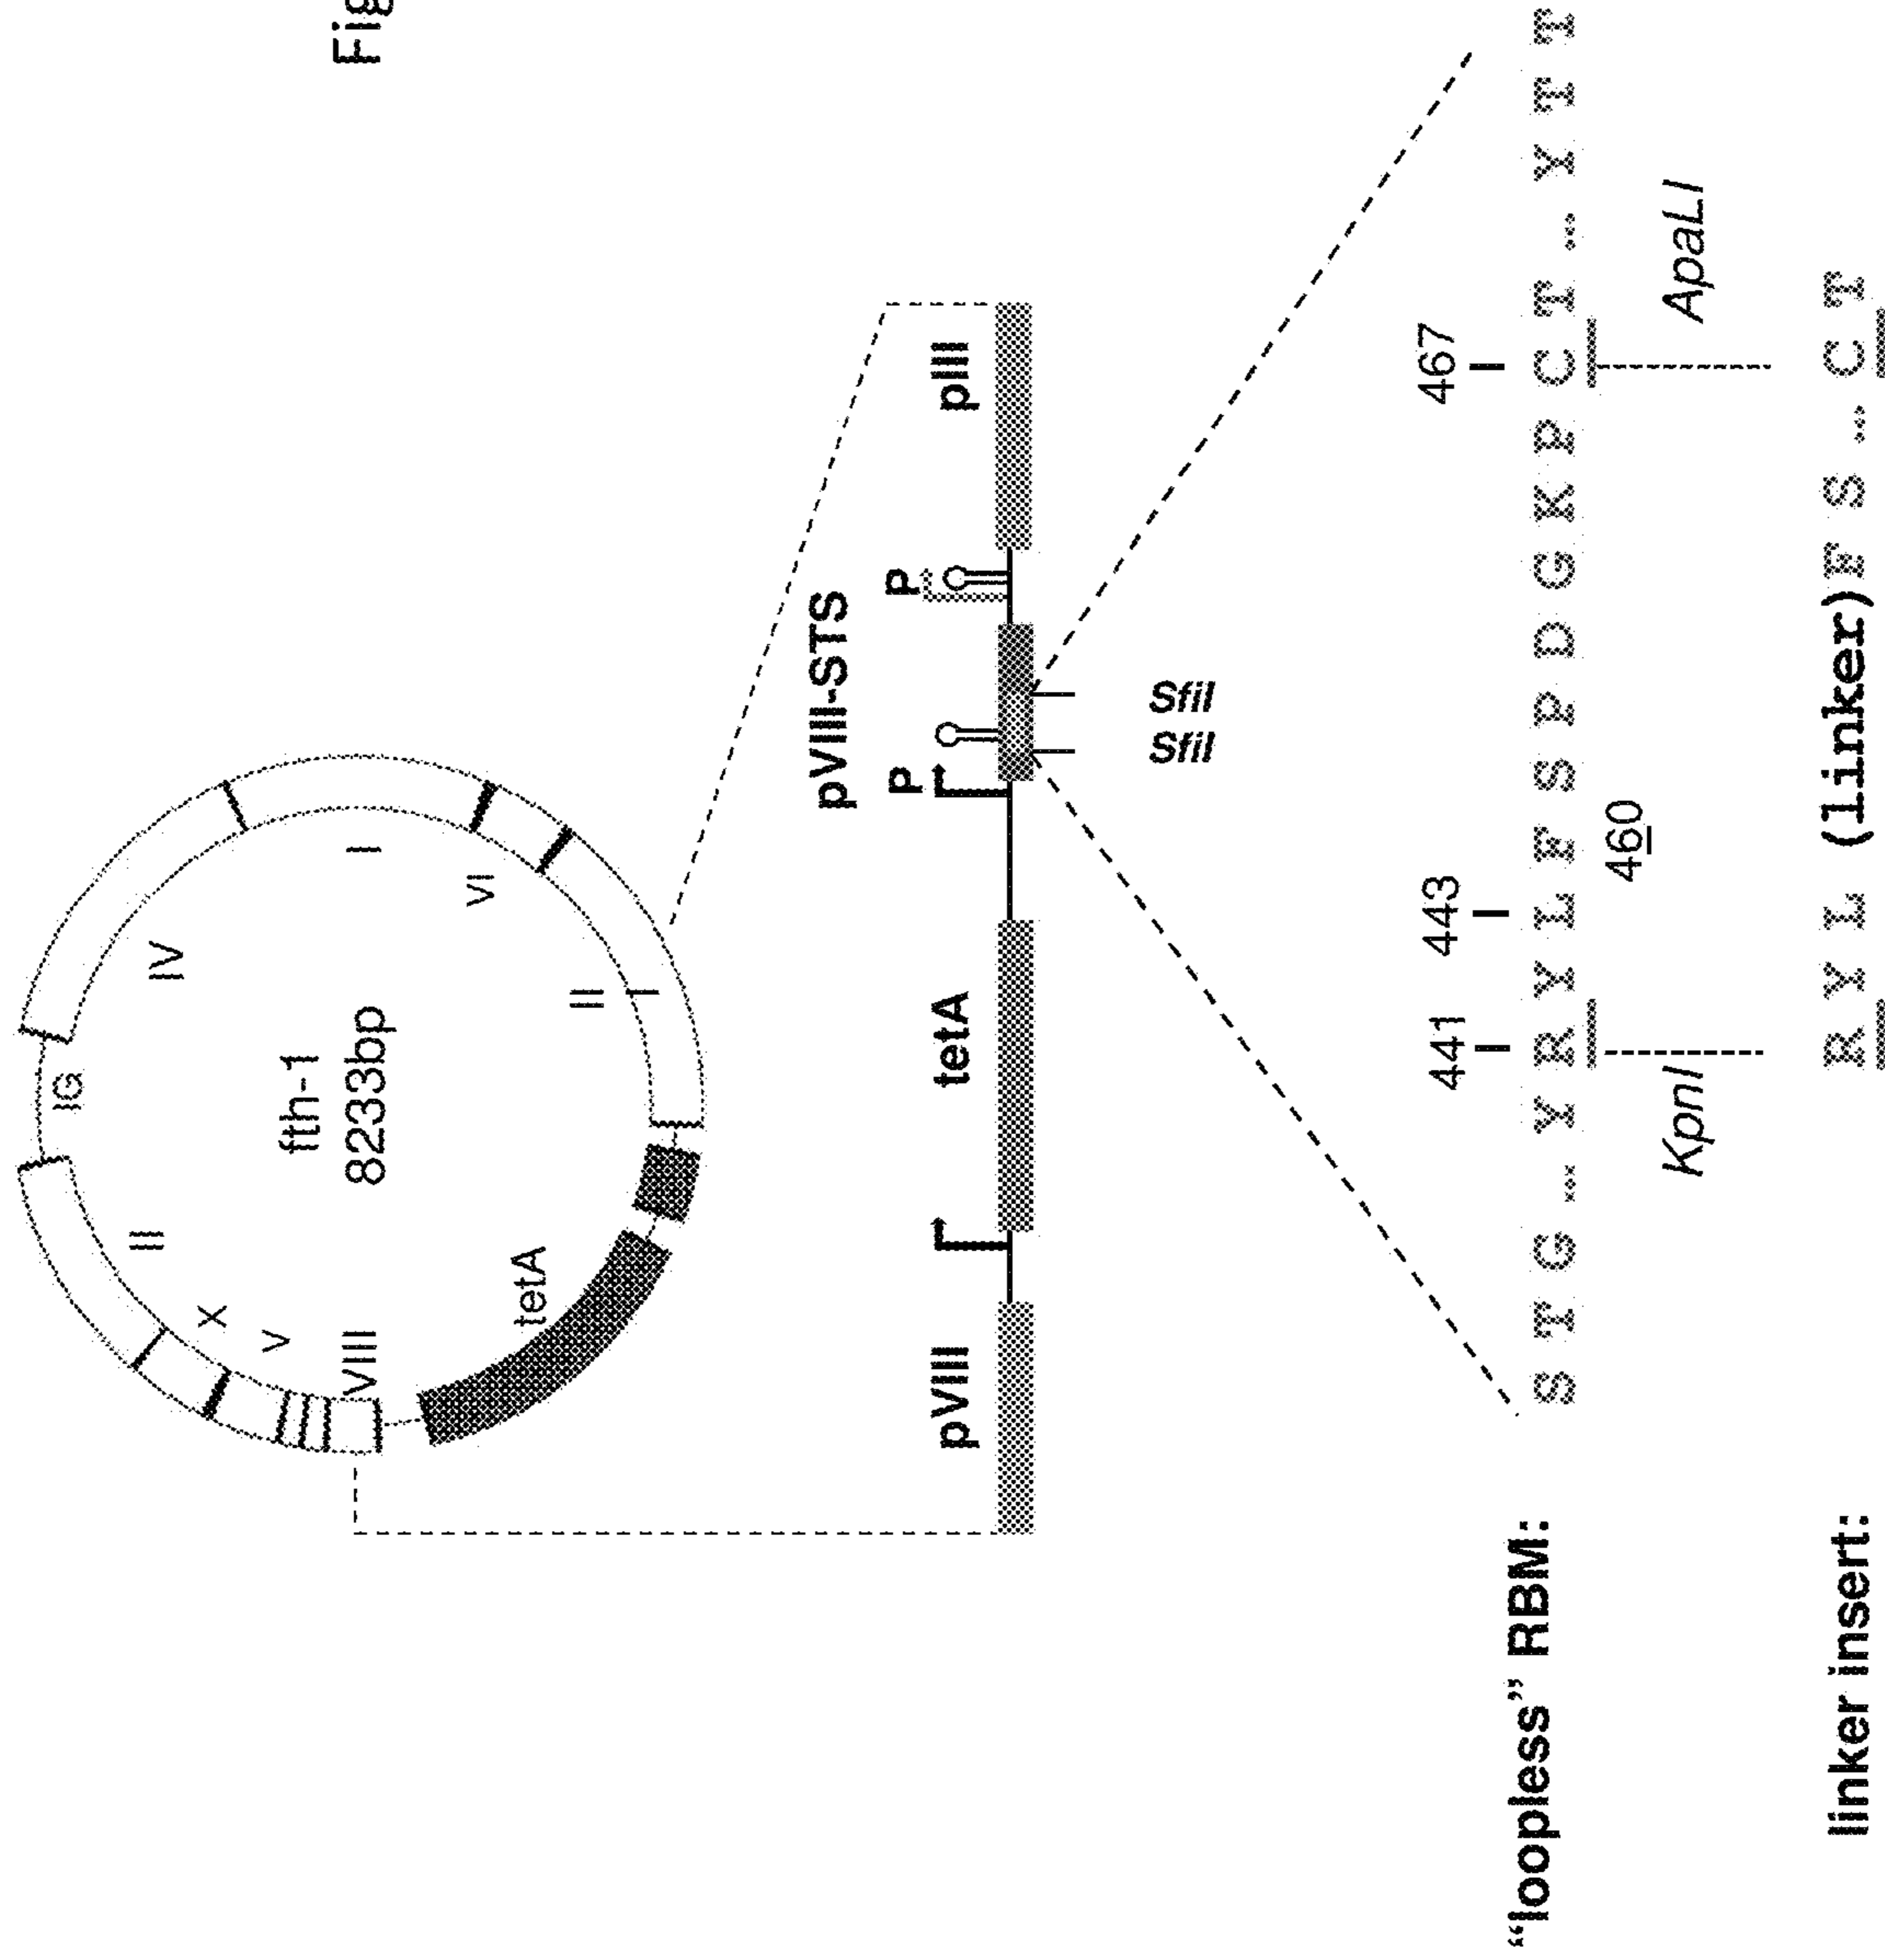 Fig
IG
IV
II
fth-1
8233bp
I
X
V
VI
VIII
II
I
tetA
pVIII-STS
pVIII
tetA
P
P
pIII
SfiI SfiI
441 443 467
"loopless" RBM: S T G ... Y R Y L F S P D G K P C T ... Y T T
460
KpnI ApaLI
linker insert: R Y L (linker) F S ... C T